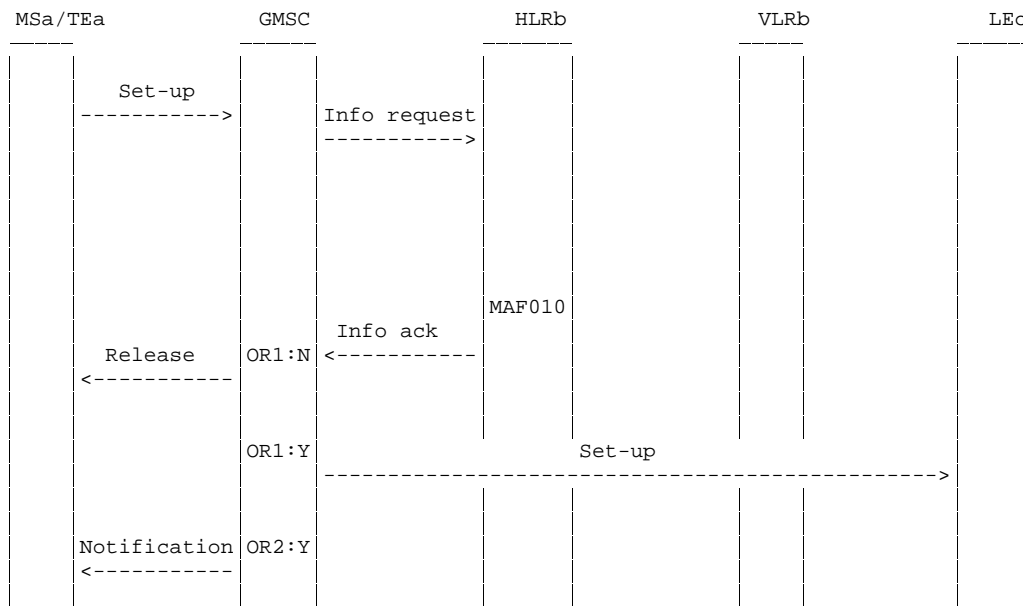 MSa/TEa GMSC HLRb VLRb LEc
Set-up
-----------> Info request
----------->
MAF010
Info ack
Release OR1:N <-----------
<-----------
OR1:Y Set-up
------------------------------------------------>
Notification OR2:Y
<-----------